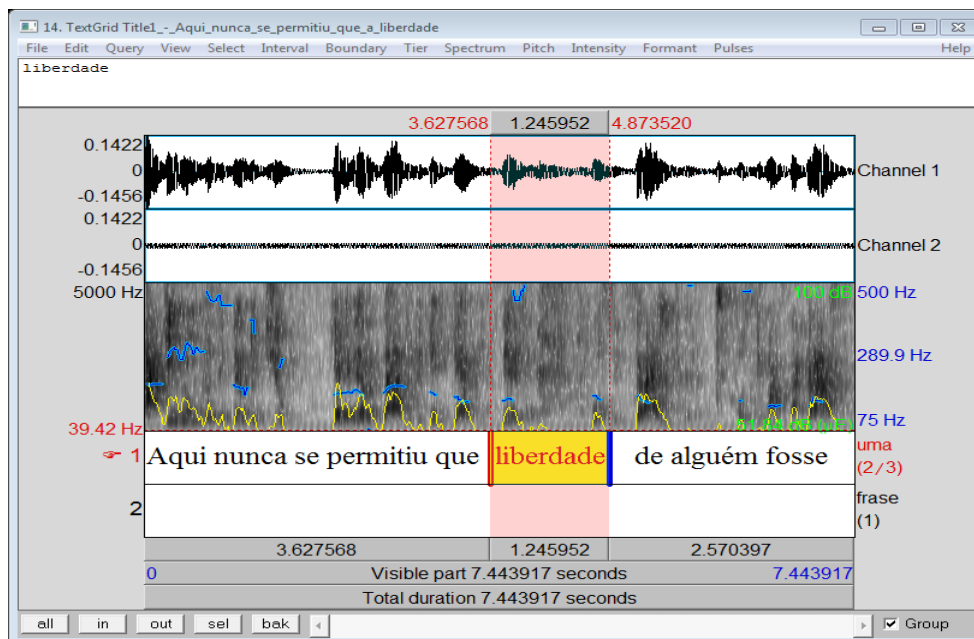 14. TextGrid Title1_-_Aqui_nunca_se_permitiu_que_a_liberdade
File Edit Query View Select Interval Boundary Tier Spectrum Pitch Intensity Formant Pulses Help
liberdade
3.627568 1.245952 4.873520
0.1422
0
-0.1456
Channel 1
0.1422
0
-0.1456
Channel 2
5000 Hz 100 dB 500 Hz
289.9 Hz
39.42 Hz 75 Hz
1 Aqui nunca se permitiu que liberdade de alguém fosse uma
(2/3)
2 frase
(1)
3.627568 1.245952 2.570397
0 Visible part 7.443917 seconds 7.443917
Total duration 7.443917 seconds
all in out sel bak Group